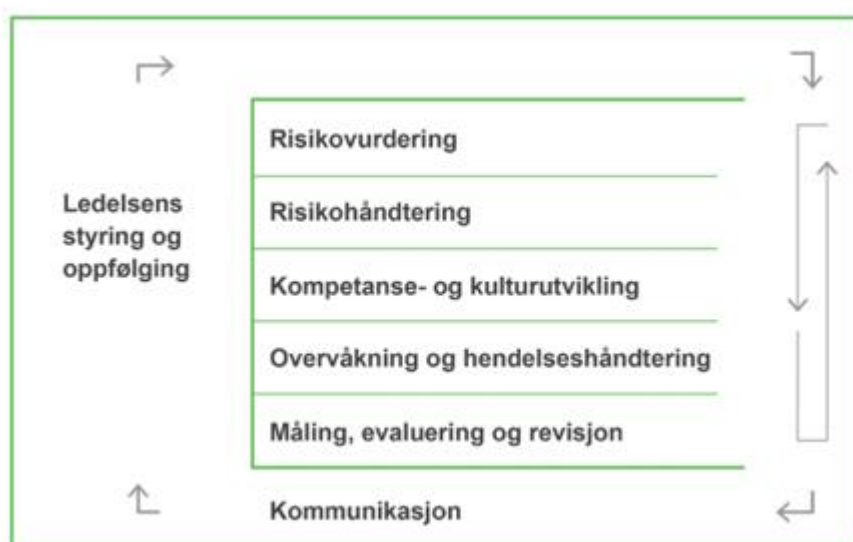 Ledelsens
styring og
oppfølging
Risikovurdering
Risikohåndtering
Kompetanse- og kulturutvikling
Overvåkning og hendelseshåndtering
Måling, evaluering og revisjon
Kommunikasjon